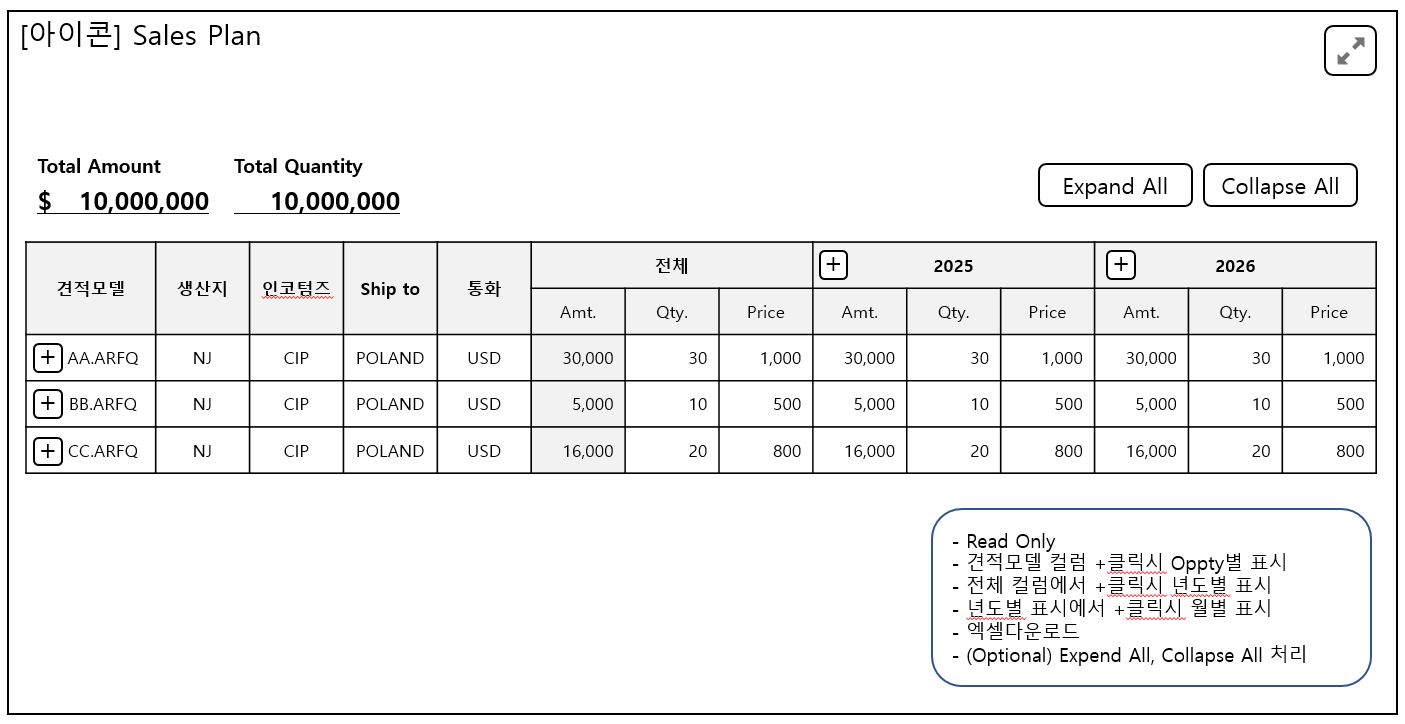 [아이콘] Sales Plan
Total Amount Total Quantity
$ 10,000,000 10,000,000
Expand All Collapse All
견적모델 생산지 인코텀즈 Ship to 통화 전체 + 2025 + 2026
Amt. Qty. Price Amt. Qty. Price Amt. Qty. Price
+ AA.ARFQ NJ CIP POLAND USD 30,000 30 1,000 30,000 30 1,000 30,000 30 1,000
+ BB.ARFQ NJ CIP POLAND USD 5,000 10 500 5,000 10 500 5,000 10 500
+ CC.ARFQ NJ CIP POLAND USD 16,000 20 800 16,000 20 800 16,000 20 800
- Read Only
- 견적모델 컬럼 +클릭시 Oppty별 표시
- 전체 컬럼에서 +클릭시 년도별 표시
- 년도별 표시에서 +클릭시 월별 표시
- 엑셀다운로드
- (Optional) Expend All, Collapse All 처리